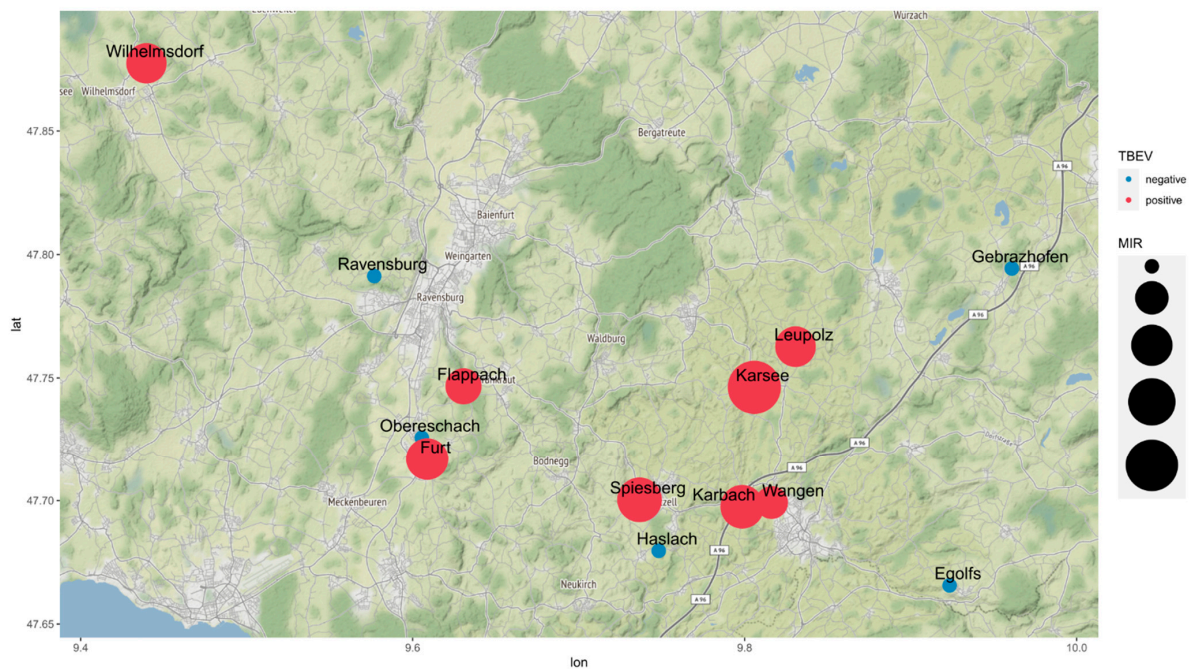 Wurzach
Wilhelmsdorf
see
Wilhelmsdorf
47.85
Bergatreute
A 96
TBEV
negative
positive
Baienfurt
MIR
47.80
Ravensburg
Weingarten
Gebrazhofen
A 96
Ravensburg
A 96
lat
Waldburg
Leupolz
47.75
Flappach
Karsee
Obereschach
Furt
A 96
Bodnegg
A 96
Spiesberg
Karbach
Wangen
47.70
Meckenbeuren
zell
Haslach
A 96
Egolfs
Neukirch
A 96
47.65
9.4
9.6
9.8
10.0
lon